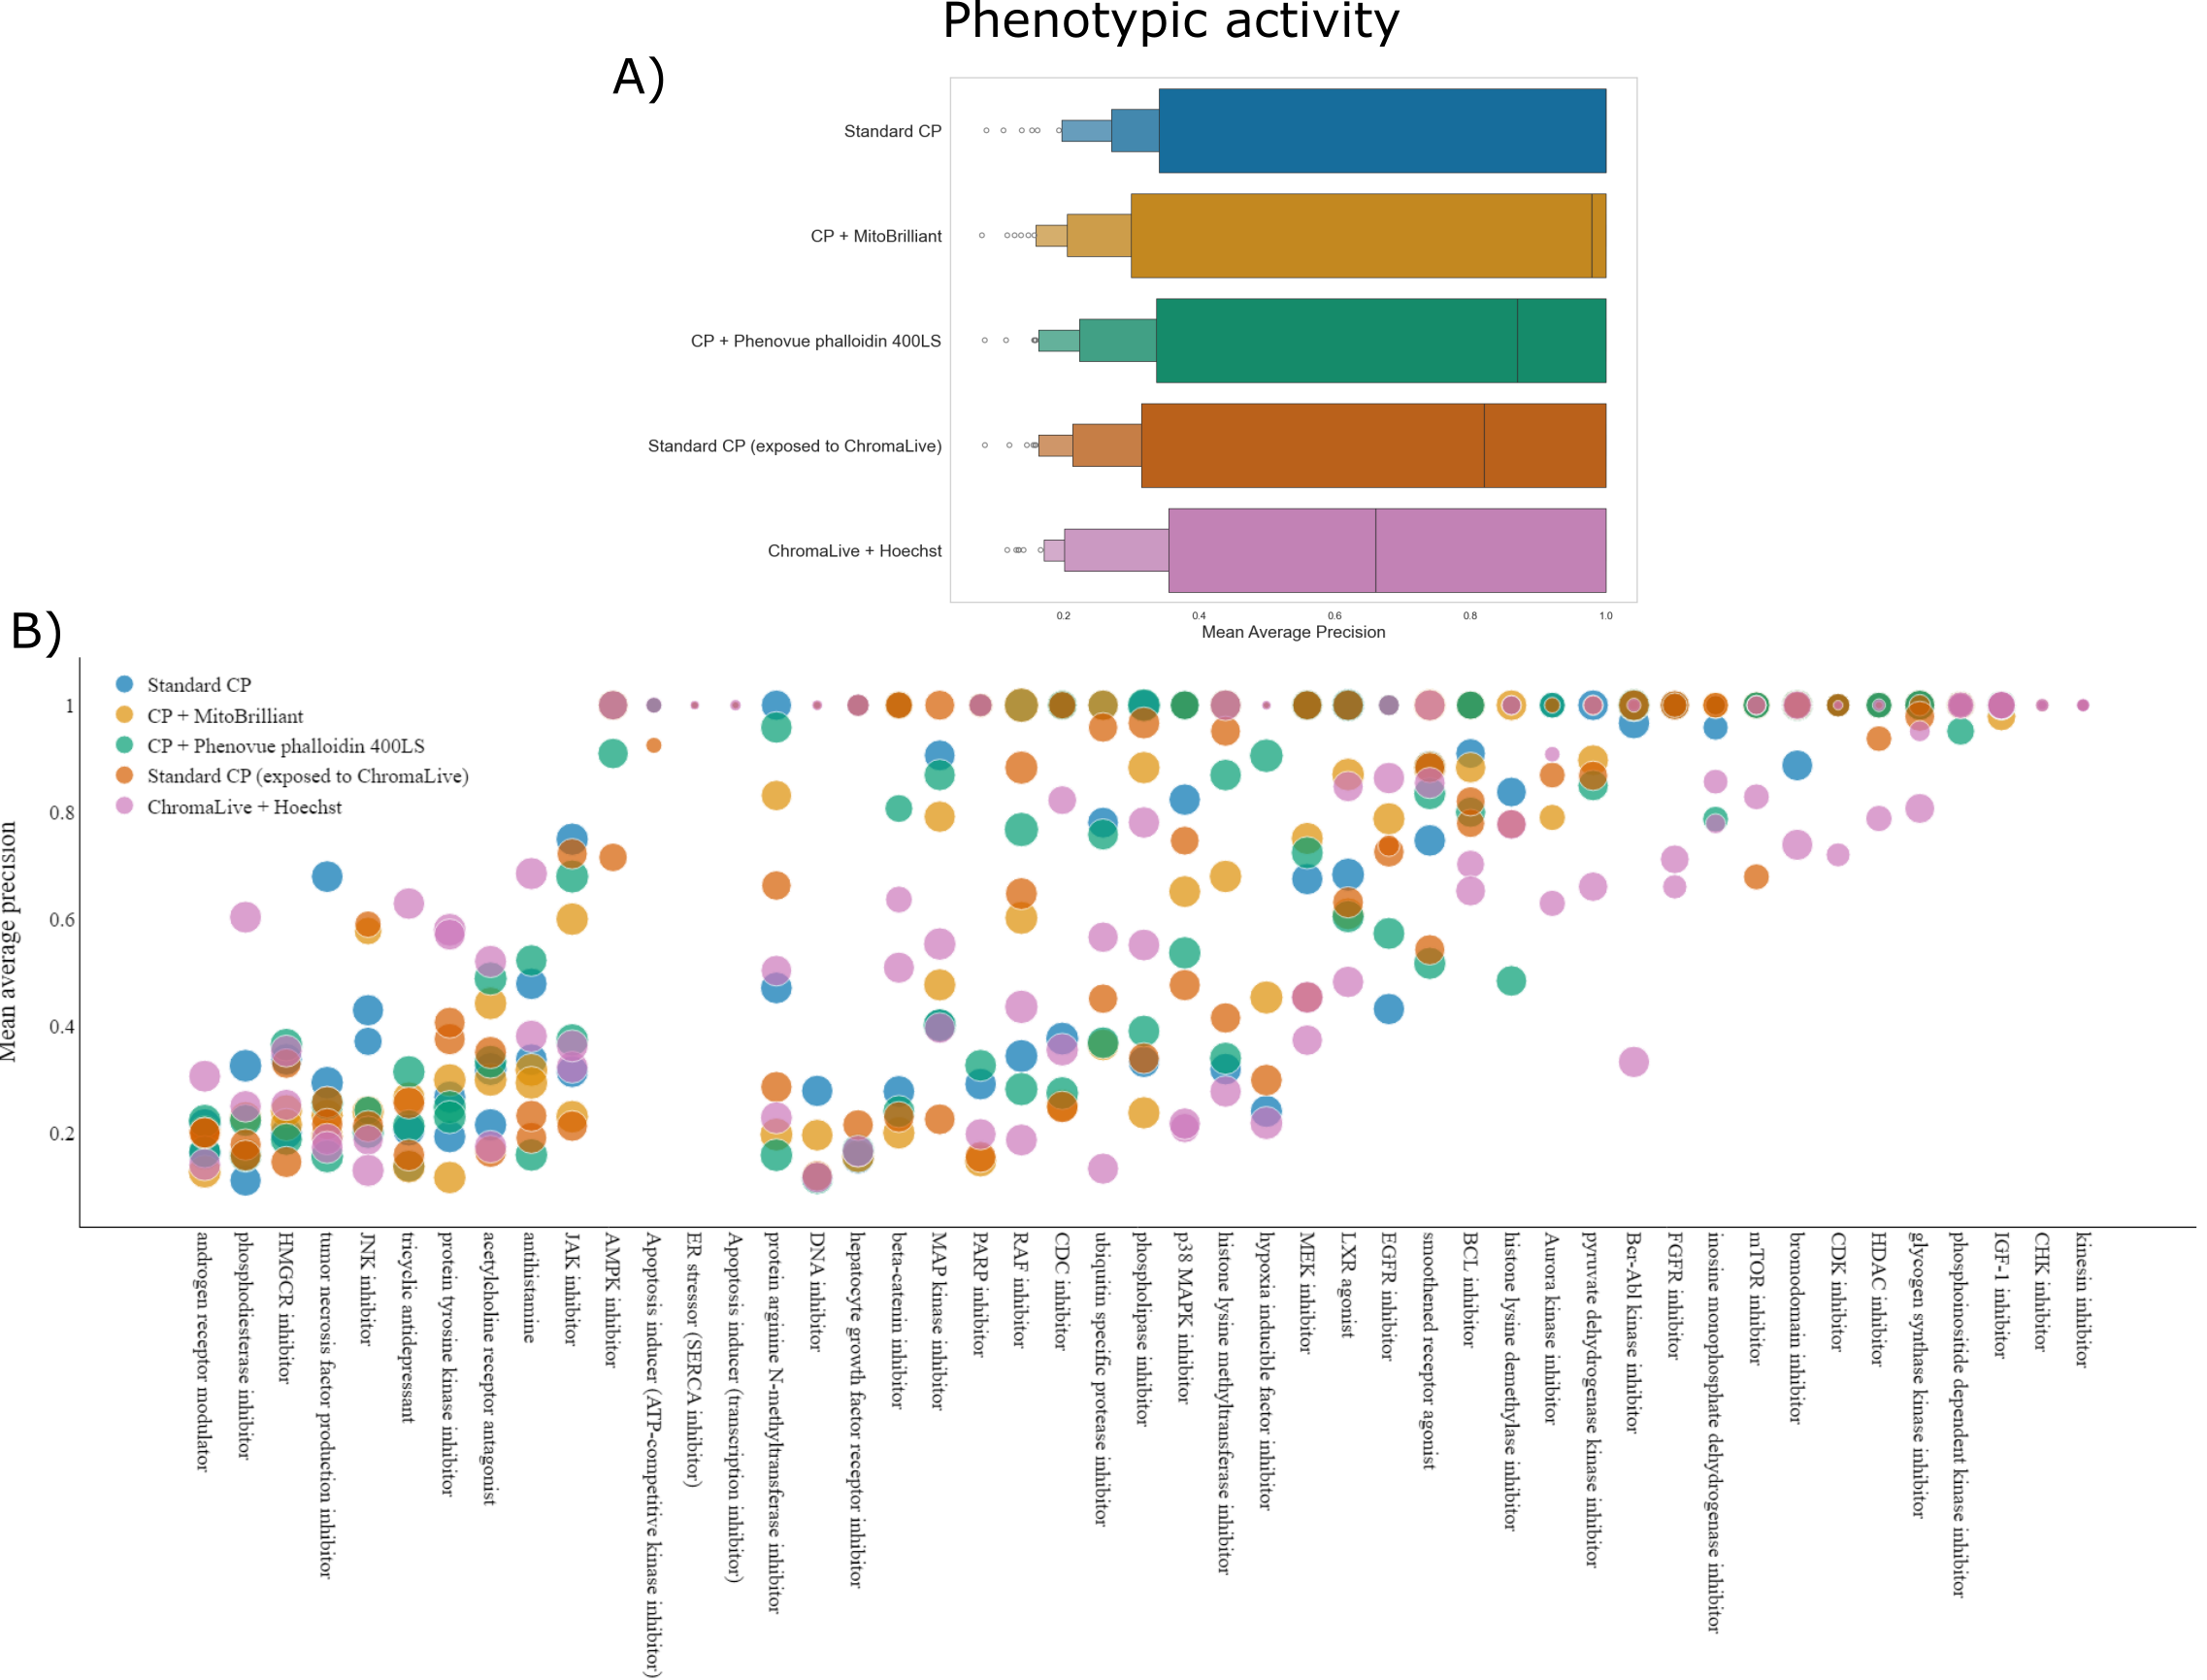 Phenotypic activity
A)
Standard CP
CP + MitoBrilliant
CP + Phenovue phalloidin 400LS
Standard CP (exposed to ChromaLive)
ChromaLive + Hoechst
0.2 0.4 0.6 0.8 1.0
Mean Average Precision
B)
Standard CP
CP + MitoBrilliant
CP + Phenovue phalloidin 400LS
Standard CP (exposed to ChromaLive)
ChromaLive + Hoechst
Mean average precision
1
0.8
0.6
0.4
0.2
androgen receptor modulator
phosphodiesterase inhibitor
HMGCR inhibitor
tumor necrosis factor production inhibitor
JNK inhibitor
tricyclic antidepressant
protein tyrosine kinase inhibitor
acetylcholine receptor antagonist
antihistamine
JAK inhibitor
AMPK inhibitor
Apoptosis inducer (ATP-competitive kinase inhibitor)
ER stressor (SERCA inhibitor)
Apoptosis inducer (transcription inhibitor)
protein arginine N-methyltransferase inhibitor
DNA inhibitor
hepatocyte growth factor receptor inhibitor
beta-catenin inhibitor
MAP kinase inhibitor
PARP inhibitor
RAF inhibitor
CDC inhibitor
ubiquitin specific protease inhibitor
phospholipase inhibitor
p38 MAPK inhibitor
histone lysine methyltransferase inhibitor
hypoxia inducible factor inhibitor
MEK inhibitor
LXR agonist
EGFR inhibitor
smoothened receptor agonist
BCL inhibitor
histone lysine demethylase inhibitor
Aurora kinase inhibitor
pyruvate dehydrogenase kinase inhibitor
Bcr-Abl kinase inhibitor
FGFR inhibitor
inosine monophosphate dehydrogenase inhibitor
mTOR inhibitor
bromodomain inhibitor
CDK inhibitor
HDAC inhibitor
glycogen synthase kinase inhibitor
phosphoinositide dependent kinase inhibitor
IGF-1 inhibitor
CHK inhibitor
kinesin inhibitor